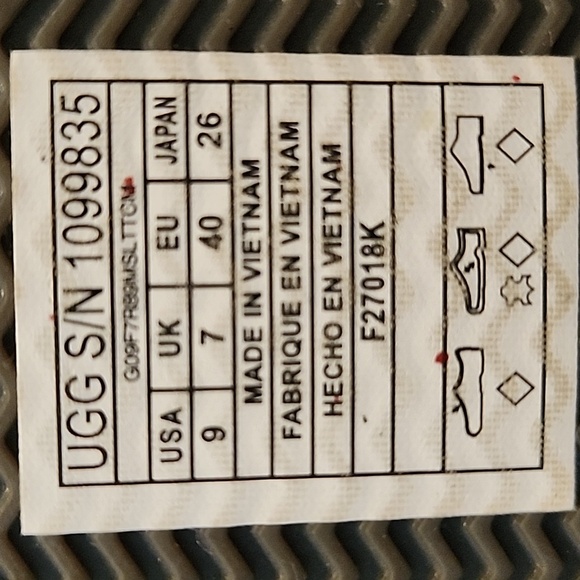 UGG S/N 1099835
USA UK EU JAPAN
9 7 40 26
MADE IN VIETNAM
FABRIQUE EN VIETNAM
HECHO EN VIETNAM
F27018K